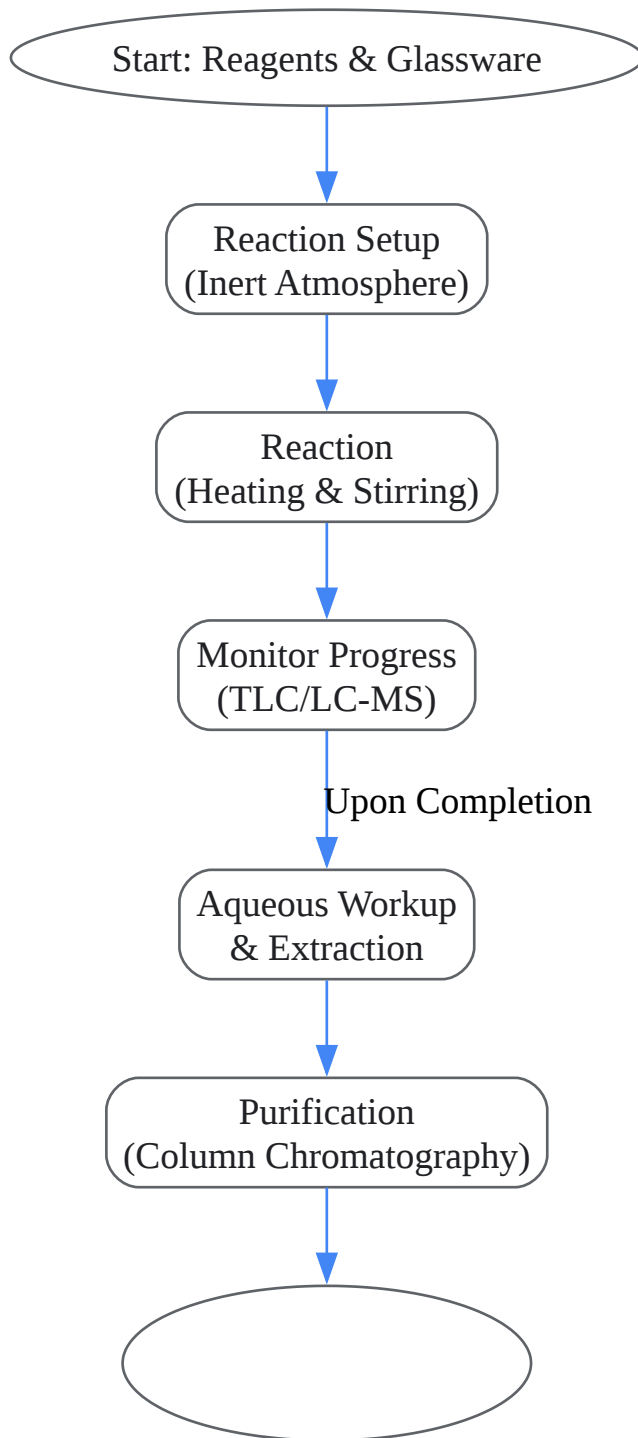 Start: Reagents & Glassware
Reaction Setup
(Inert Atmosphere)
Reaction
(Heating & Stirring)
Monitor Progress
(TLC/LC-MS)
Upon Completion
Aqueous Workup
& Extraction
Purification
(Column Chromatography)